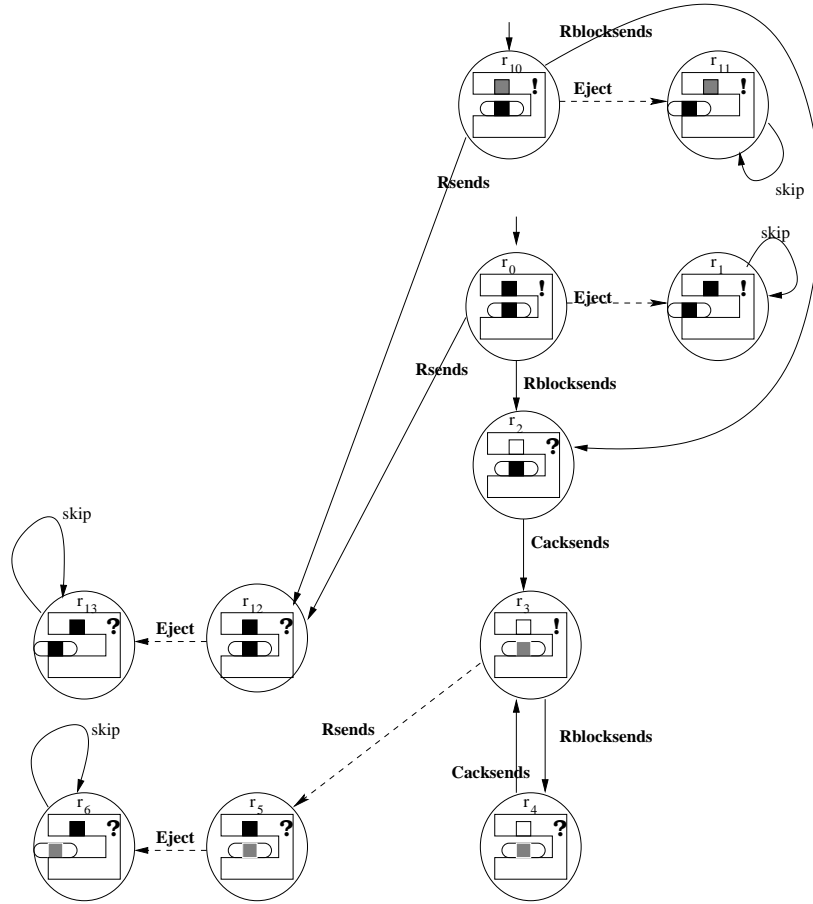 Rblocksends
r10
!
Eject
r11
!
skip
Rsends
r0
!
Eject
r1
!
skip
Rsends
Rblocksends
r2
?
Cacksends
skip
r13
?
Eject
r12
?
r3
!
Rsends
Rblocksends
Cacksends
skip
r6
?
Eject
r5
?
r4
?